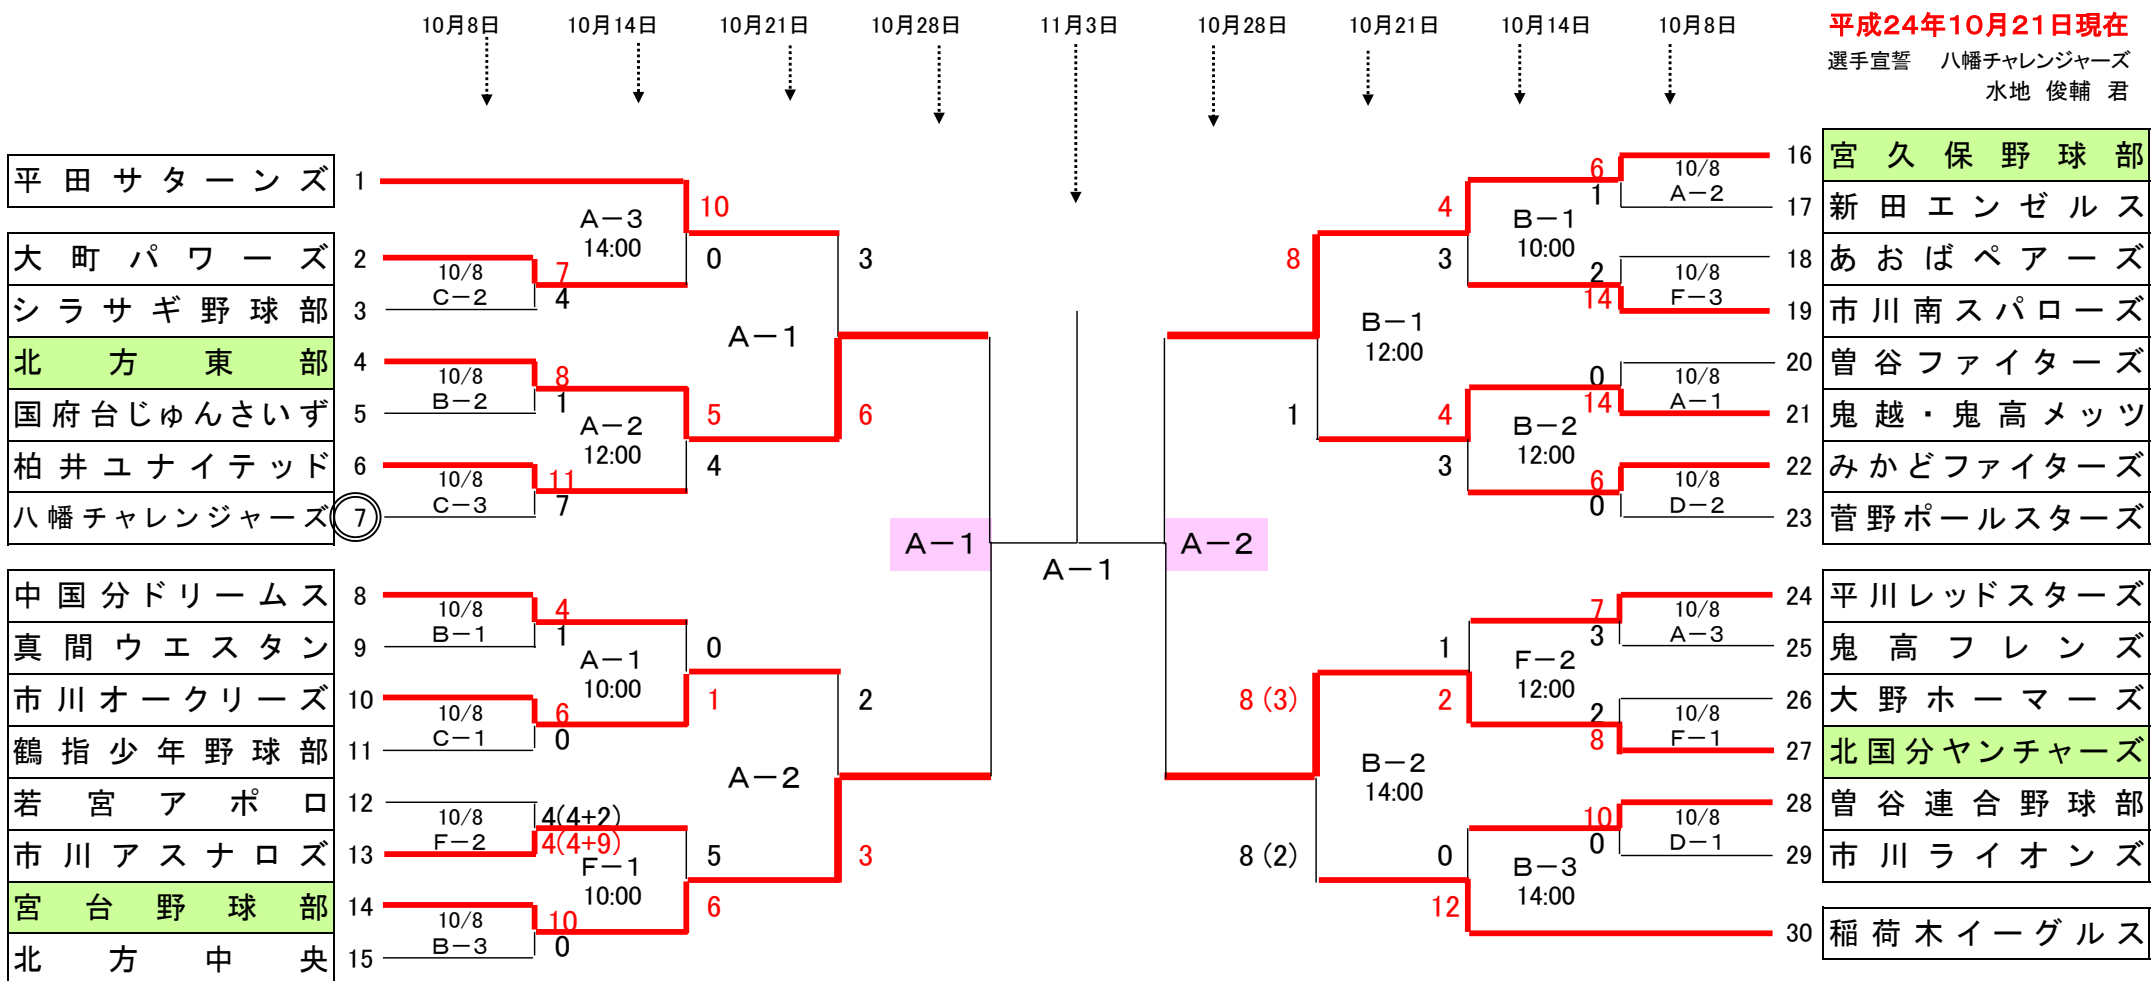 10月8日 10月14日 10月21日 10月28日 11月3日 10月28日 10月21日 10月14日 10月8日
平成24年10月21日現在
選手宣誓 八幡チャレンジャーズ
水地 俊輔 君
平田サターンズ 1
大町パワーズ 2
シラサギ野球部 3
北方東部 4
国府台じゅんさいず 5
柏井ユナイテッド 6
八幡チャレンジャーズ 7
中国分ドリームス 8
真間ウエスタン 9
市川オークリーズ 10
鶴指少年野球部 11
若宮アポロ 12
市川アスナロズ 13
宮台野球部 14
北方中央 15
10/8
C-2
7
4
10/8
B-2
8
1
10/8
C-3
11
7
10/8
B-1
4
1
10/8
C-1
6
0
10/8
F-2
4(4+2)
4(4+9)
10/8
B-3
10
0
A-3
14:00
10
0
A-2
12:00
5
4
A-1
10:00
0
1
F-1
10:00
5
6
A-1
3
6
A-2
2
3
A-1
A-1
A-2
8
1
B-1
12:00
8(3)
8(2)
B-2
14:00
4
3
B-1
10:00
4
3
B-2
12:00
1
2
F-2
12:00
0
12
B-3
14:00
6
1
10/8
A-2
2
14
10/8
F-3
0
14
10/8
A-1
6
0
10/8
D-2
7
3
10/8
A-3
2
8
10/8
F-1
10
0
10/8
D-1
16 宮久保野球部
17 新田エンゼルス
18 あおばペアーズ
19 市川南スパローズ
20 曽谷ファイターズ
21 鬼越・鬼高メッツ
22 みかどファイターズ
23 菅野ポールスターズ
24 平川レッドスターズ
25 鬼高フレンズ
26 大野ホーマーズ
27 北国分ヤンチャーズ
28 曽谷連合野球部
29 市川ライオンズ
30 稲荷木イーグルス